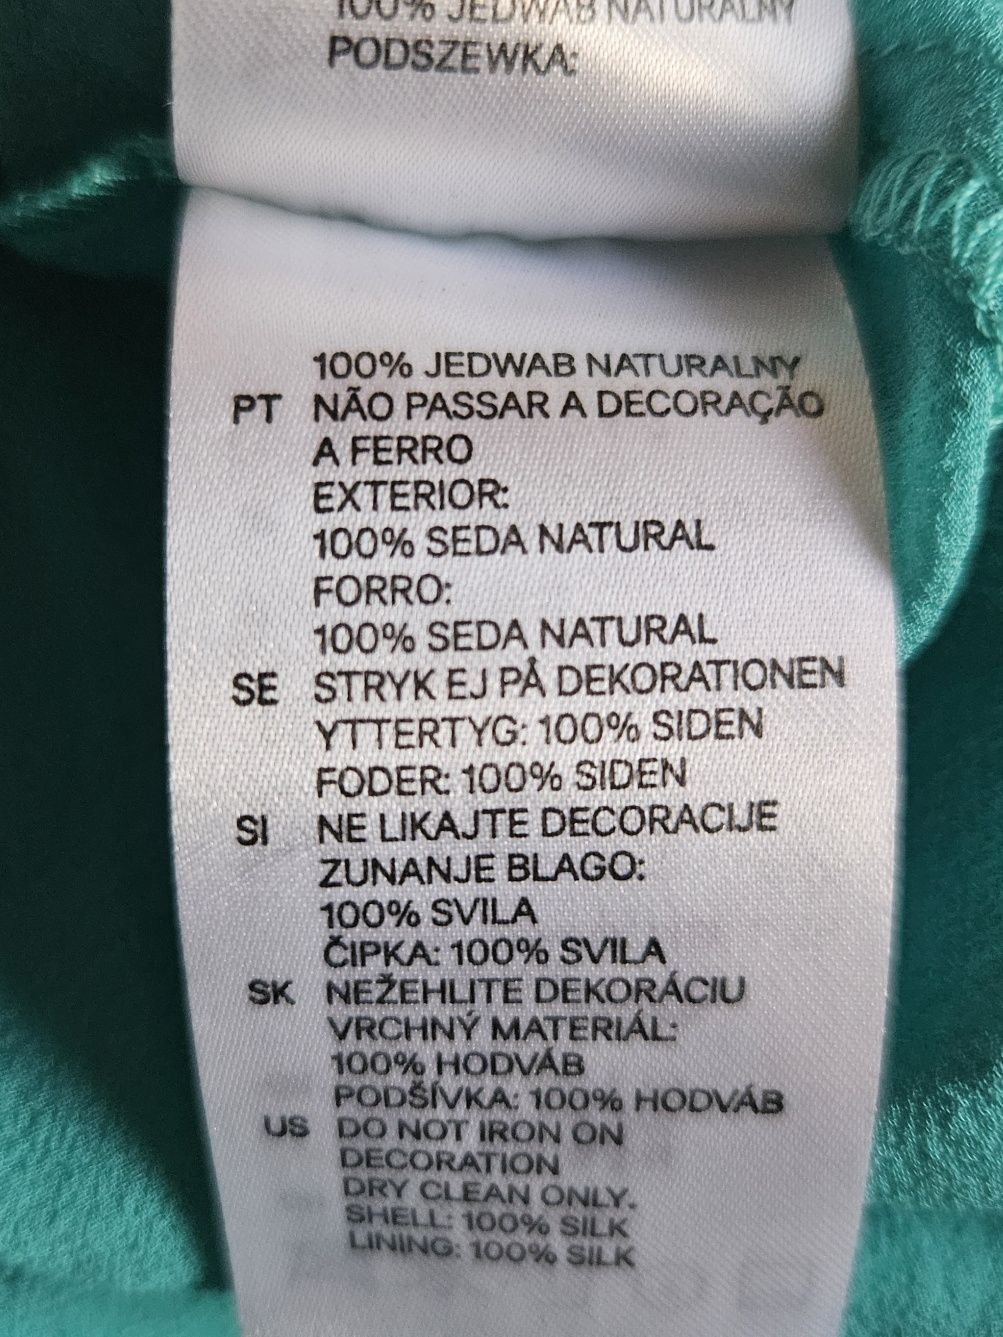 100% JEDWAB NATURALNY
PODSZEWKA:
100% JEDWAB NATURALNY
PT NÃO PASSAR A DECORAÇÃO
A FERRO
EXTERIOR:
100% SEDA NATURAL
FORRO:
100% SEDA NATURAL
SE STRYK EJ PÅ DEKORATIONEN
YTTERTYG: 100% SIDEN
FODER: 100% SIDEN
SI NE LIKAJTE DECORACIJE
ZUNANJE BLAGO:
100% SVILA
ČIPKA: 100% SVILA
SK NEŽEHLITE DEKORÁCIU
VRCHNÝ MATERIÁL:
100% HODVÁB
PODŠÍVKA: 100% HODVÁB
US DO NOT IRON ON
DECORATION
DRY CLEAN ONLY.
SHELL: 100% SILK
LINING: 100% SILK